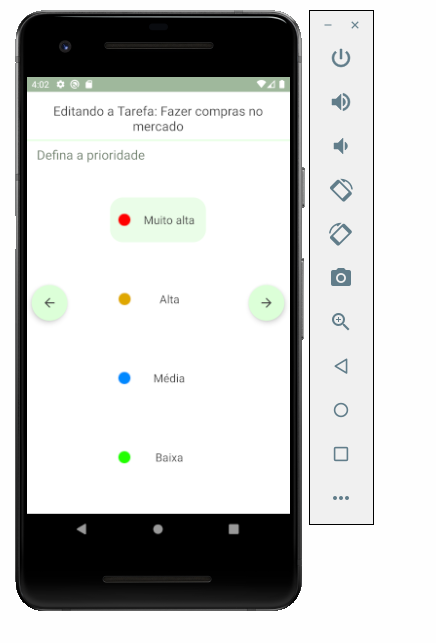 4:02
Editando a Tarefa: Fazer compras no
mercado
Defina a prioridade
Muito alta
Alta
Média
Baixa